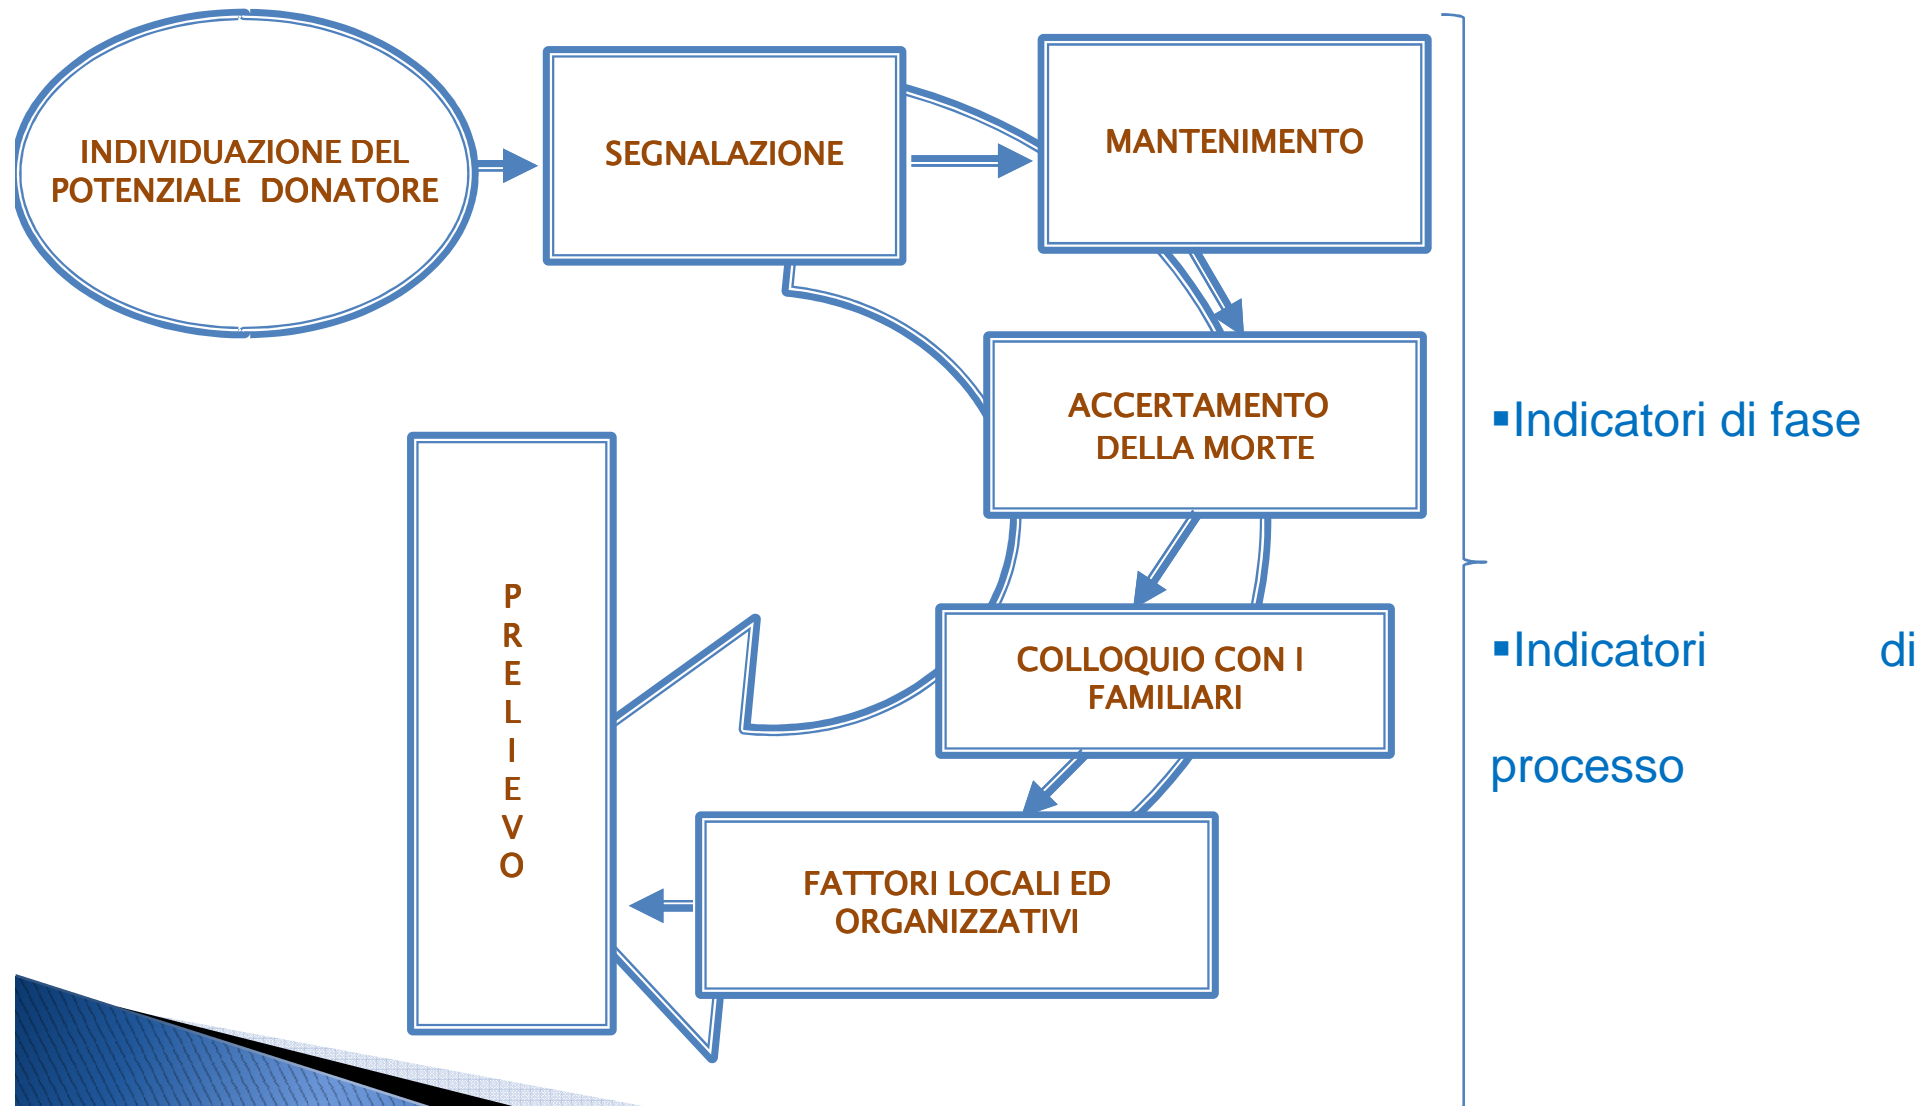 INDIVIDUAZIONE DEL
POTENZIALE DONATORE
SEGNALAZIONE
MANTENIMENTO
ACCERTAMENTO
DELLA MORTE
COLLOQUIO CON I
FAMILIARI
FATTORI LOCALI ED
ORGANIZZATIVI
P
R
E
L
I
E
V
O
▪Indicatori di fase
▪Indicatori di
processo